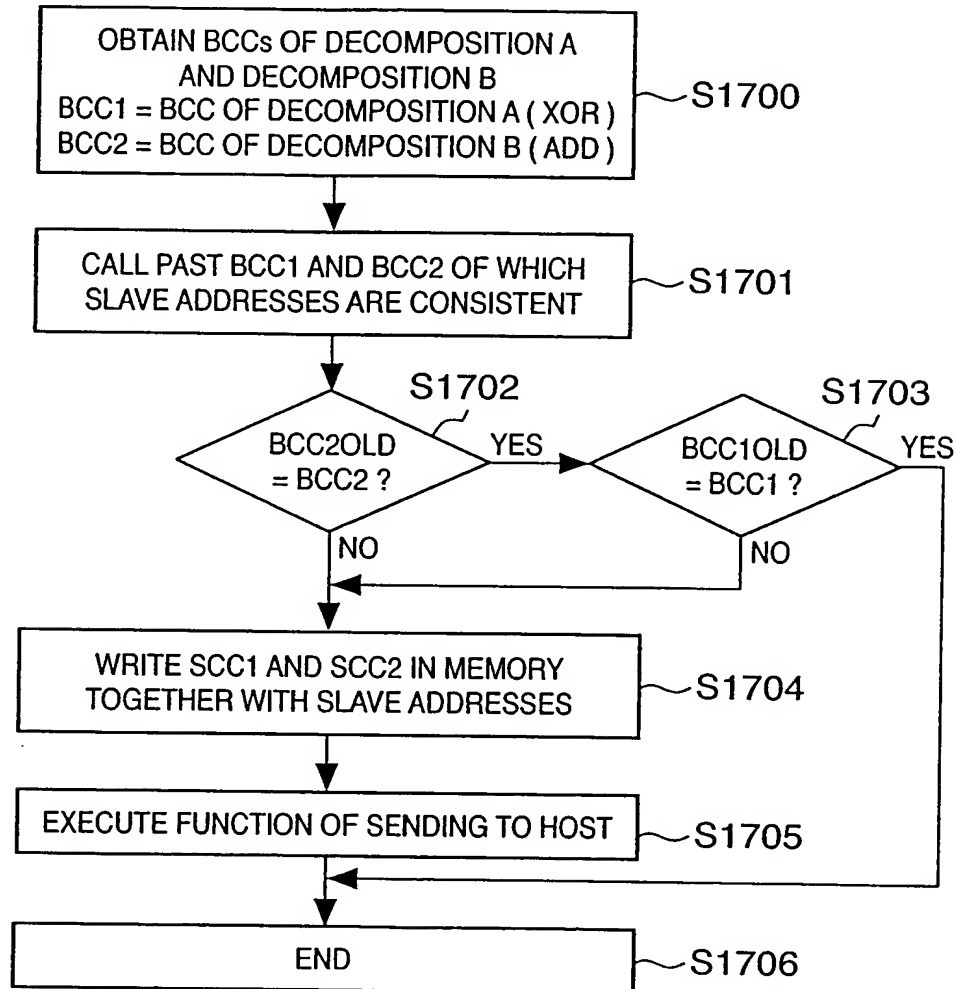 OBTAIN BCCs OF DECOMPOSITION A
AND DECOMPOSITION B
BCC1 = BCC OF DECOMPOSITION A ( XOR )
BCC2 = BCC OF DECOMPOSITION B ( ADD )
S1700
CALL PAST BCC1 AND BCC2 OF WHICH
SLAVE ADDRESSES ARE CONSISTENT
S1701
S1702
BCC2OLD
= BCC2 ?
YES
NO
S1703
BCC1OLD
= BCC1 ?
YES
NO
WRITE SCC1 AND SCC2 IN MEMORY
TOGETHER WITH SLAVE ADDRESSES
S1704
EXECUTE FUNCTION OF SENDING TO HOST
S1705
END
S1706